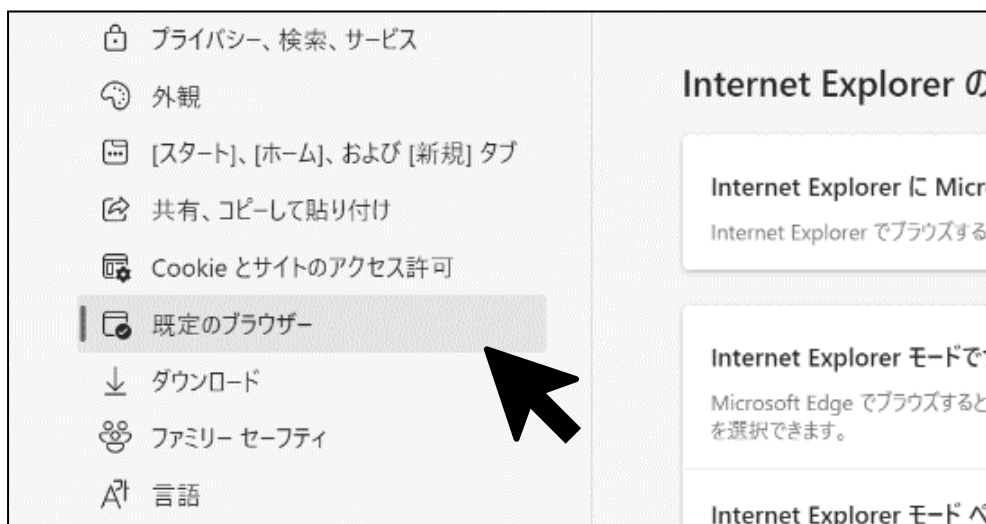 プライバシー、検索、サービス
外観
[スタート]、[ホーム]、および [新規] タブ
共有、コピーして貼り付け
Cookie とサイトのアクセス許可
既定のブラウザー
ダウンロード
ファミリー セーフティ
言語
Internet Explorer の
Internet Explorer に Micr
Internet Explorer でブラウズする
Internet Explorer モードで
Microsoft Edge でブラウズすると
を選択できます。
Internet Explorer モード ペ